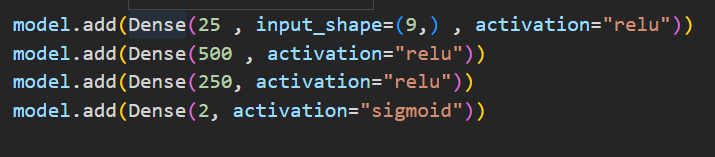 model.add(Dense(25 , input_shape=(9,) , activation="relu"))
model.add(Dense(500 , activation="relu"))
model.add(Dense(250, activation="relu"))
model.add(Dense(2, activation="sigmoid"))